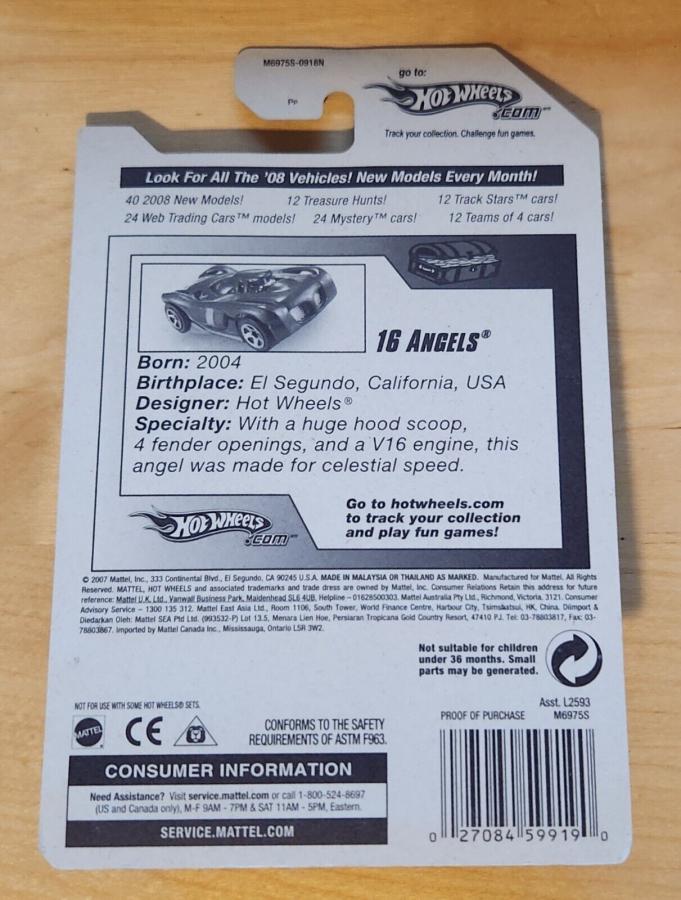 M6975S-0918N
Pp
go to:
HOT WHEELS
.com™
Track your collection. Challenge fun games.
Look For All The '08 Vehicles! New Models Every Month!
40 2008 New Models! 12 Treasure Hunts! 12 Track Stars™ cars!
24 Web Trading Cars™ models! 24 Mystery™ cars! 12 Teams of 4 cars!
16 ANGELS®
Born: 2004
Birthplace: El Segundo, California, USA
Designer: Hot Wheels®
Specialty: With a huge hood scoop,
4 fender openings, and a V16 engine, this
angel was made for celestial speed.
HOT WHEELS
.com™
Go to hotwheels.com
to track your collection
and play fun games!
© 2007 Mattel, Inc., 333 Continental Blvd., El Segundo, CA 90245 U.S.A. MADE IN MALAYSIA OR THAILAND AS MARKED. Manufactured for Mattel. All Rights
Reserved. MATTEL, HOT WHEELS and associated trademarks and trade dress are owned by Mattel, Inc. Consumer Relations Retain this address for future
reference: Mattel U.K. Ltd., Vanwall Business Park, Maidenhead SL6 4UB. Helpline – 01628500303. Mattel Australia Pty Ltd., Richmond, Victoria. 3121. Consumer
Advisory Service – 1300 135 312. Mattel East Asia Ltd., Room 1106, South Tower, World Finance Centre, Harbour City, Tsimshatsui, HK, China. Diimport &
Diedarkan Oleh: Mattel SEA Ptd Ltd. (993532-P) Lot 13.5, Menara Lien Hoe, Persiaran Tropicana Golf Country Resort, 47410 PJ. Tel: 03-78803817, Fax: 03-
78803867. Imported by Mattel Canada Inc., Mississauga, Ontario L5R 3W2.
Not suitable for children
under 36 months. Small
parts may be generated.
NOT FOR USE WITH SOME HOT WHEELS® SETS.
MATTEL
CE
CONFORMS TO THE SAFETY
REQUIREMENTS OF ASTM F963.
Asst. L2593
PROOF OF PURCHASE M6975S
CONSUMER INFORMATION
Need Assistance? Visit service.mattel.com or call 1-800-524-8697
(US and Canada only), M-F 9AM - 7PM & SAT 11AM - 5PM, Eastern.
SERVICE.MATTEL.COM
0 27084 59919 0